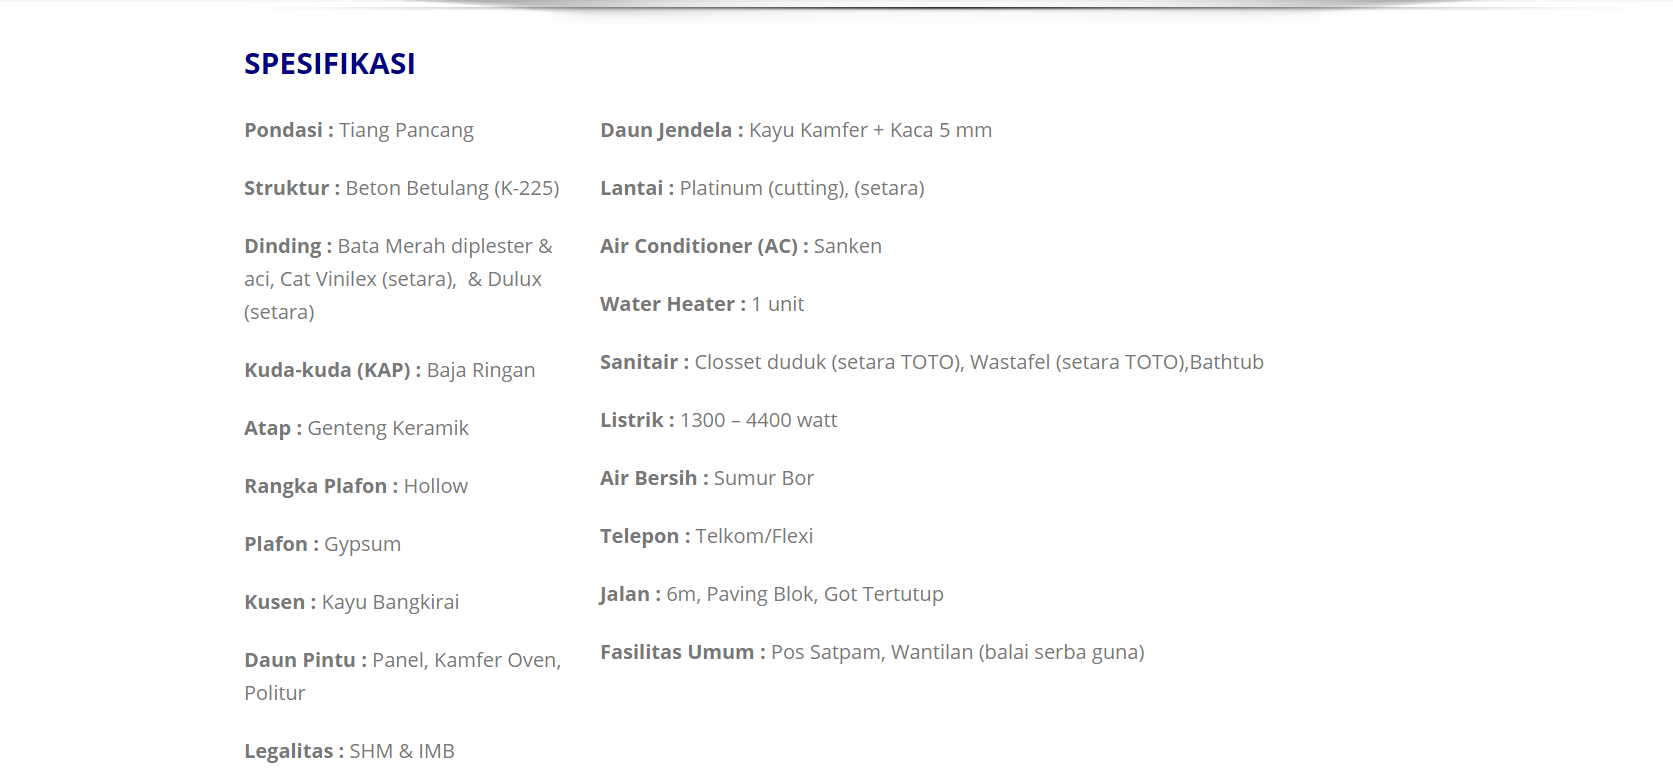 SPESIFIKASI
Pondasi : Tiang Pancang
Struktur : Beton Betulang (K-225)
Dinding : Bata Merah diplester &
aci, Cat Vinilex (setara),  & Dulux
(setara)
Kuda-kuda (KAP) : Baja Ringan
Atap : Genteng Keramik
Rangka Plafon : Hollow
Plafon : Gypsum
Kusen : Kayu Bangkirai
Daun Pintu : Panel, Kamfer Oven,
Politur
Legalitas : SHM & IMB
Daun Jendela : Kayu Kamfer + Kaca 5 mm
Lantai : Platinum (cutting), (setara)
Air Conditioner (AC) : Sanken
Water Heater : 1 unit
Sanitair : Closset duduk (setara TOTO), Wastafel (setara TOTO),Bathtub
Listrik : 1300 – 4400 watt
Air Bersih : Sumur Bor
Telepon : Telkom/Flexi
Jalan : 6m, Paving Blok, Got Tertutup
Fasilitas Umum : Pos Satpam, Wantilan (balai serba guna)